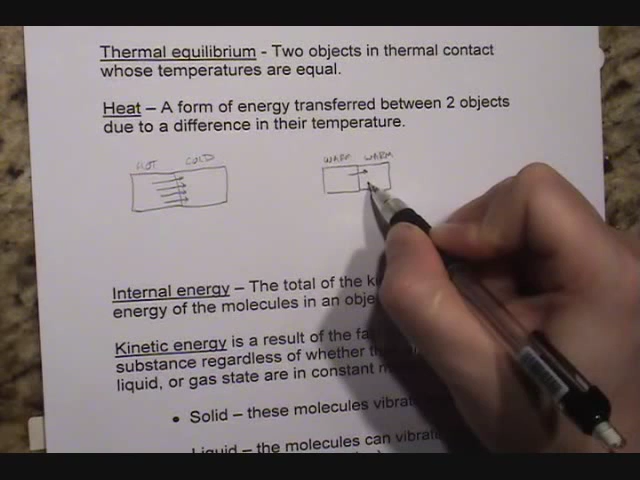 Thermal equilibrium - Two objects in thermal contact
whose temperatures are equal.
Heat – A form of energy transferred between 2 objects
due to a difference in their temperature.
HOT COLD WARM WARM
Internal energy – The total of the
energy of the molecules in an
Kinetic energy is a result of the
substance regardless of whether
liquid, or gas state are in constant
• Solid – these molecules
Liquid – the molecules can